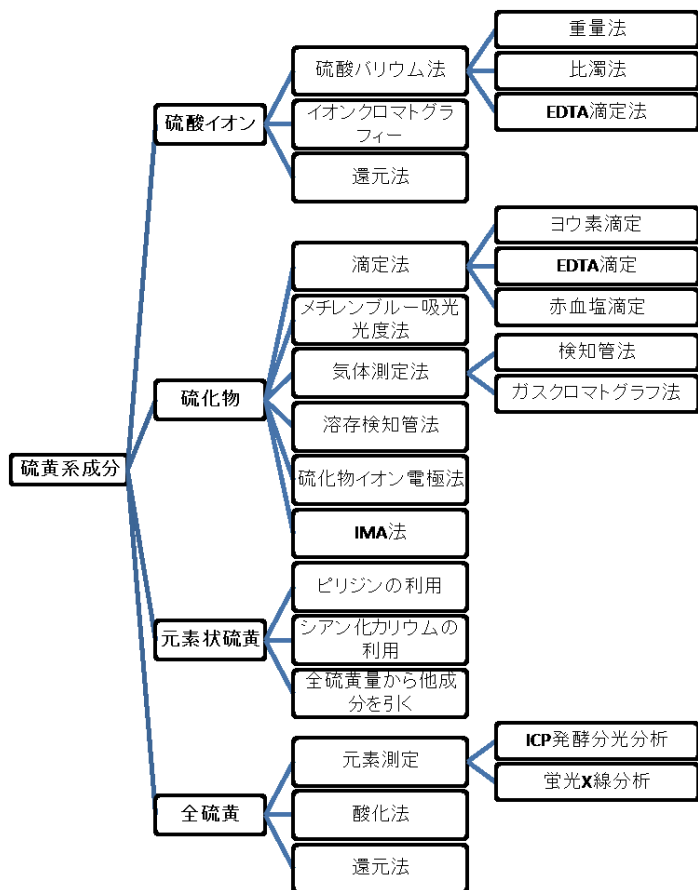 硫黄系成分
硫酸イオン
硫酸バリウム法
重量法
比濁法
EDTA滴定法
イオンクロマトグラ
フィー
還元法
硫化物
滴定法
ヨウ素滴定
EDTA滴定
赤血塩滴定
メチレンブルー吸光
光度法
気体測定法
検知管法
ガスクロマトグラフ法
溶存検知管法
硫化物イオン電極法
IMA法
元素状硫黄
ピリジンの利用
シアン化カリウムの
利用
全硫黄量から他成
分を引く
全硫黄
元素測定
ICP発酵分光分析
蛍光X線分析
酸化法
還元法